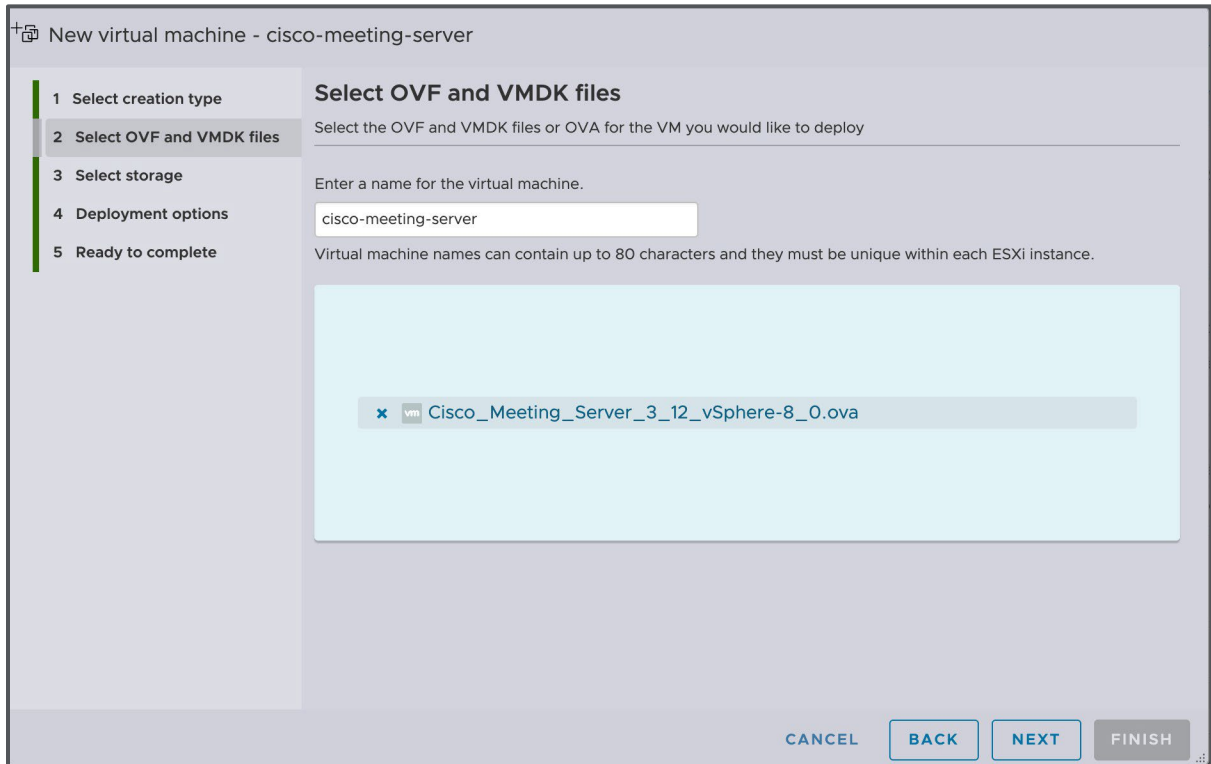 New virtual machine - cisco-meeting-server
1 Select creation type
2 Select OVF and VMDK files
3 Select storage
4 Deployment options
5 Ready to complete
Select OVF and VMDK files
Select the OVF and VMDK files or OVA for the VM you would like to deploy
Enter a name for the virtual machine.
cisco-meeting-server
Virtual machine names can contain up to 80 characters and they must be unique within each ESXi instance.
vm Cisco_Meeting_Server_3_12_vSphere-8_0.ova
CANCEL BACK NEXT FINISH